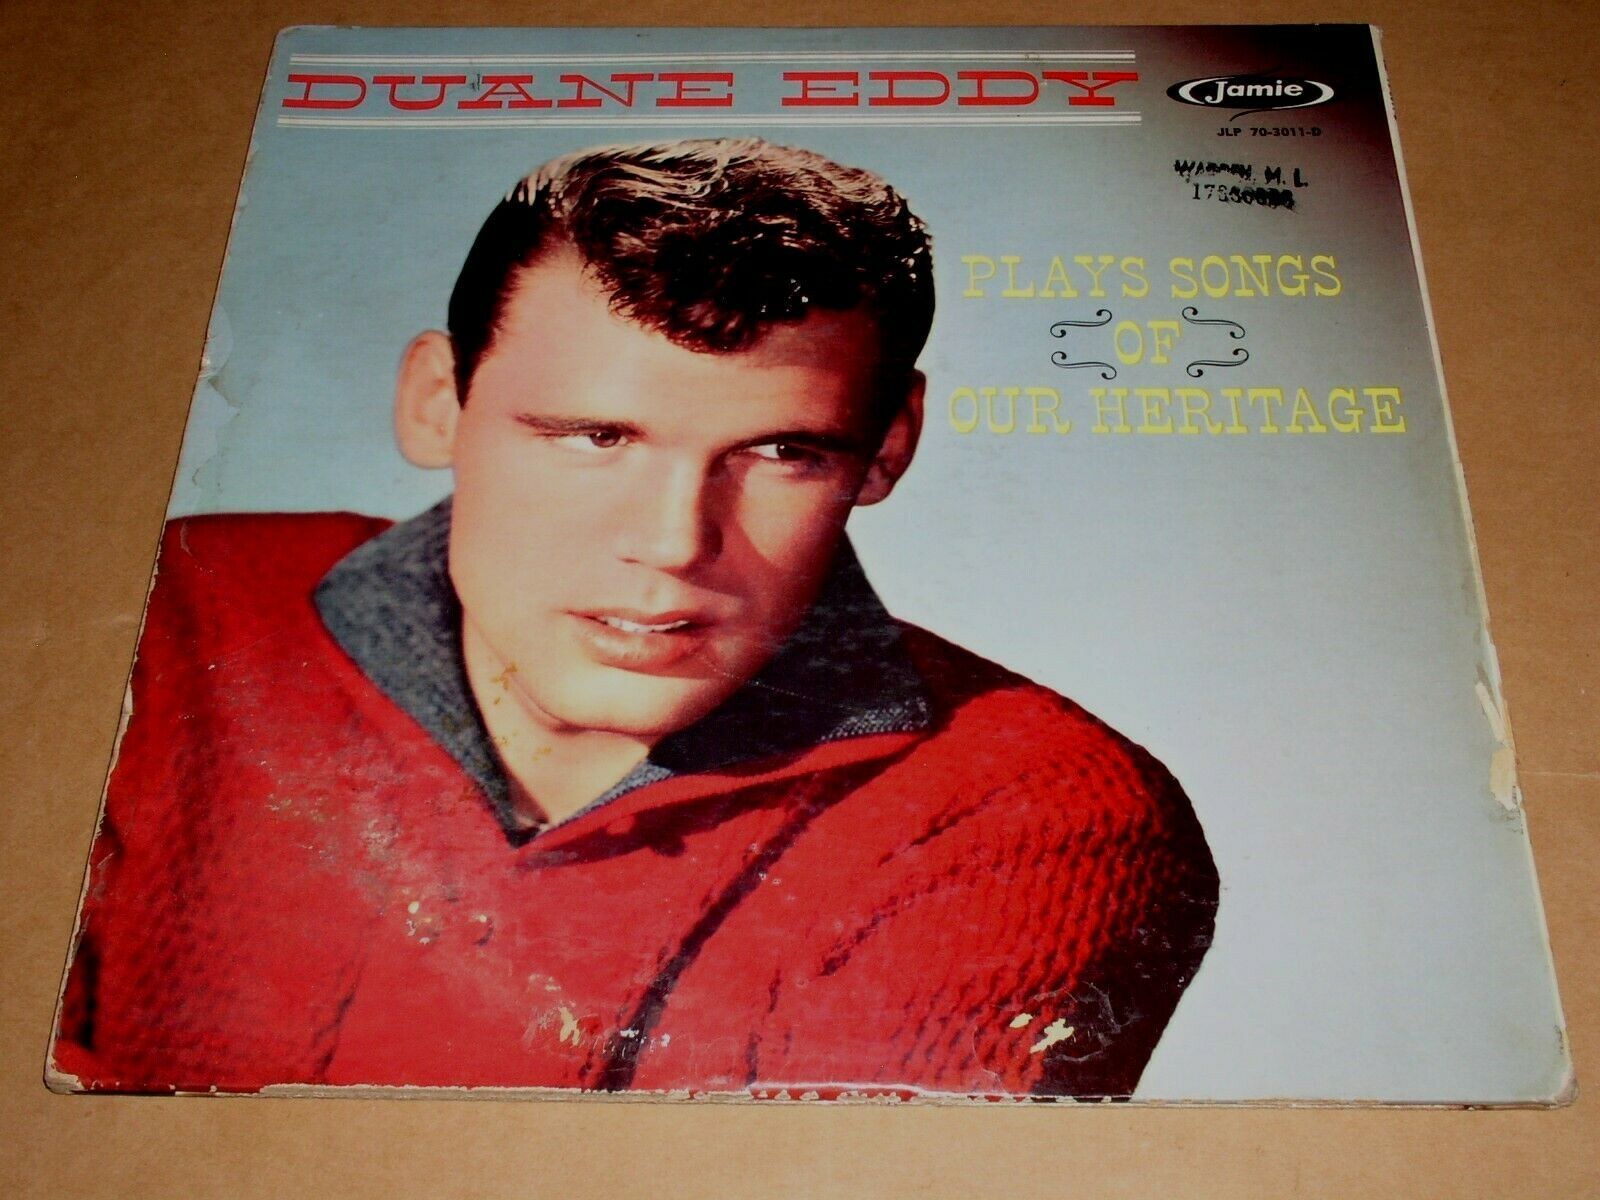 DUANE EDDY
Jamie
JLP 70-3011-D
M. L.
PLAYS SONGS
OF
OUR HERITAGE